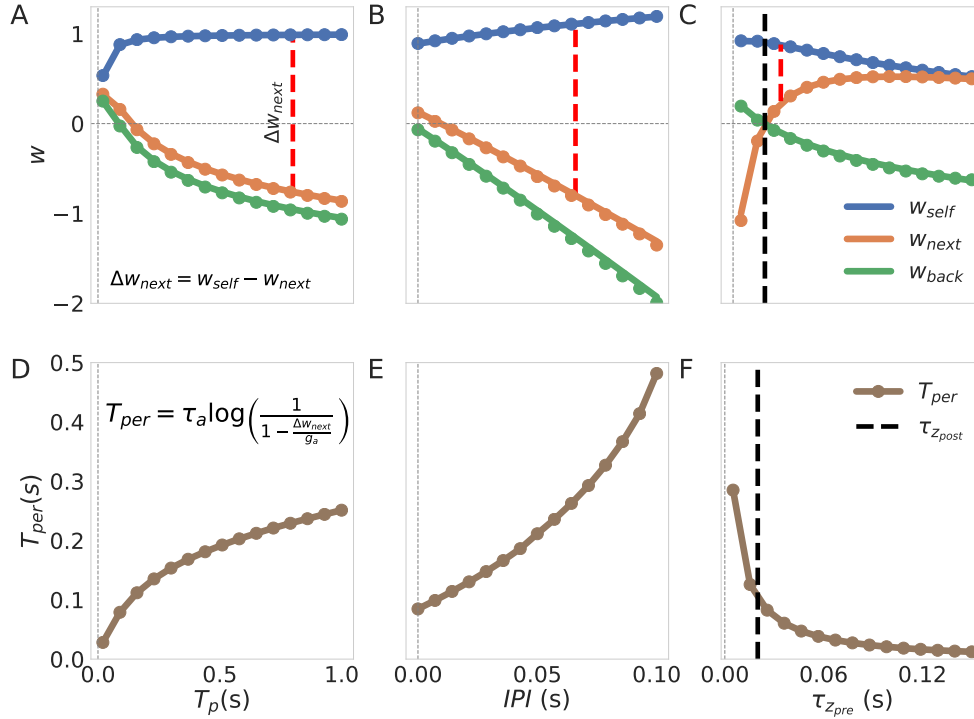 A B C
1
0
−1
−2
w
Δw_next
Δw_next = w_self − w_next
w_self
w_next
w_back
D E F
0.5
0.4
0.3
0.2
0.1
0.0
T_per(s)
T_per = τ_a log(1 / (1 − Δw_next / g_a))
T_per
τ_z_post
0.0 0.5 1.0 0.00 0.05 0.10 0.00 0.06 0.12
T_p(s) IPI (s) τ_z_pre (s)